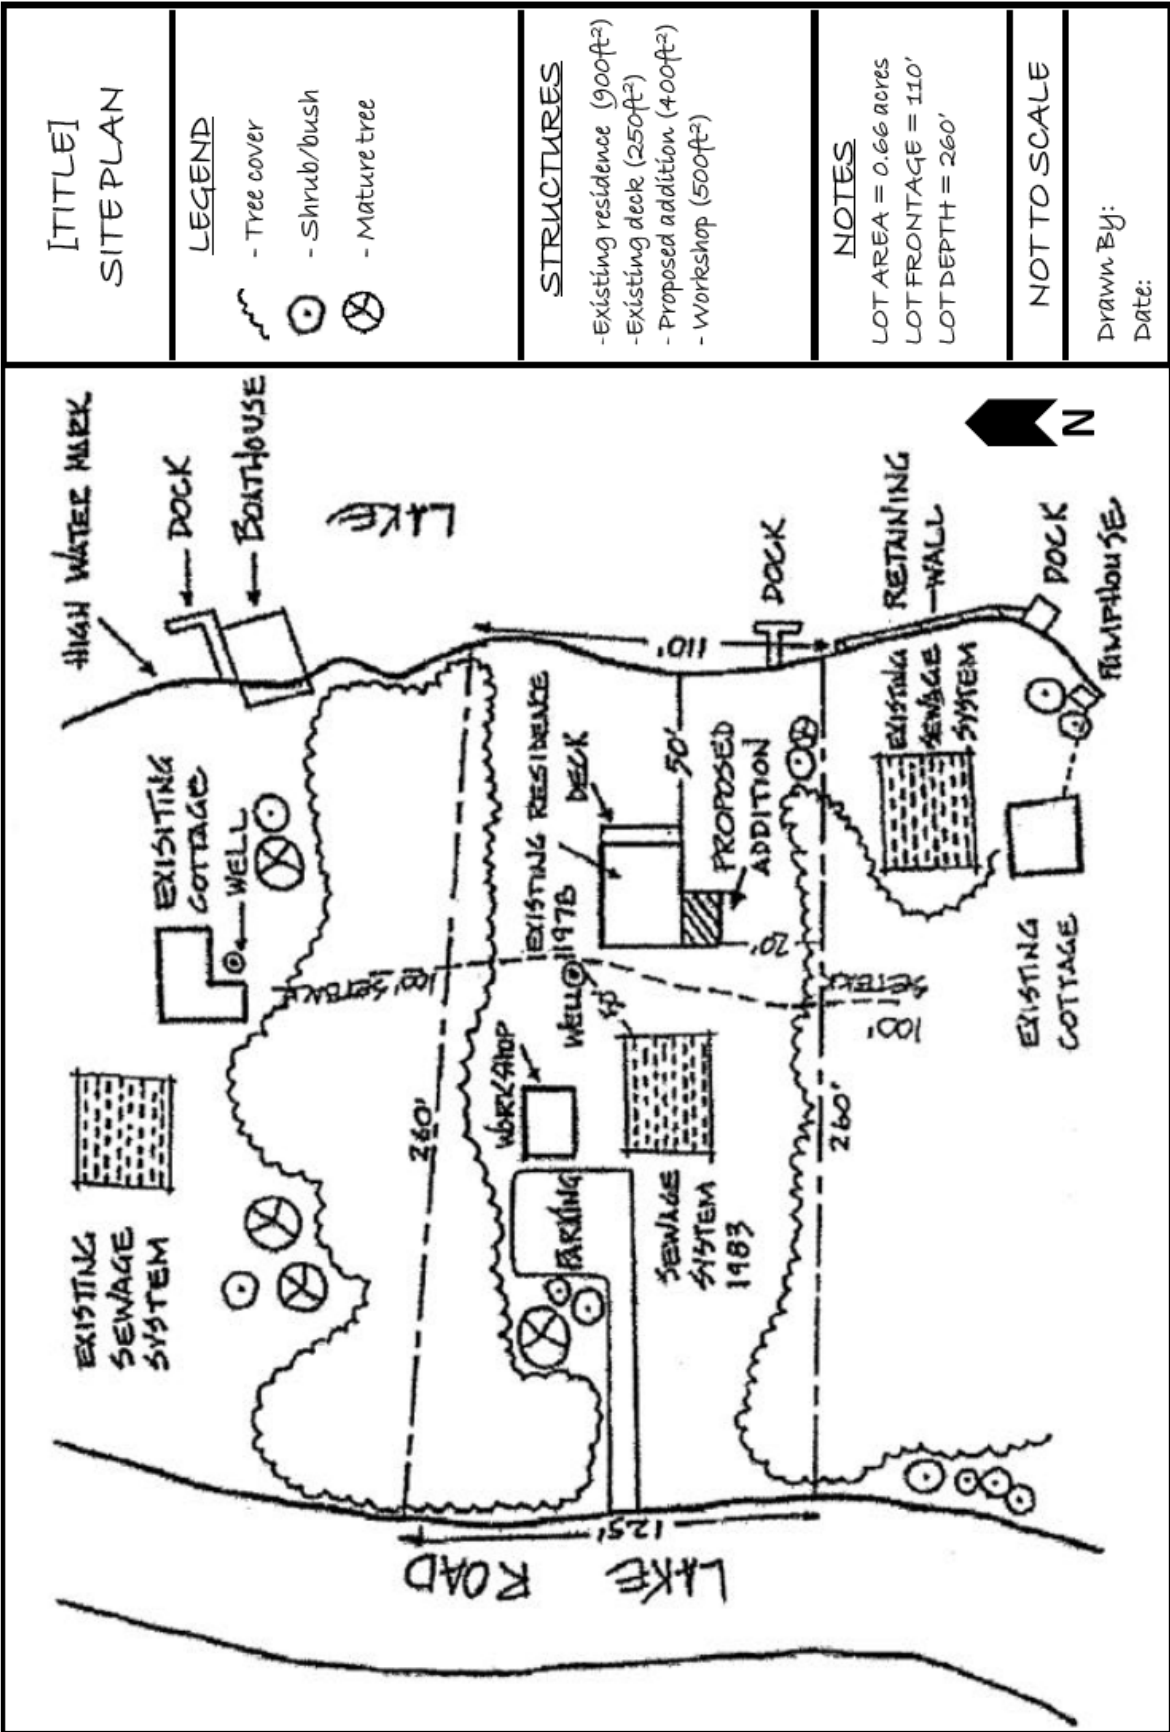 [TITLE]
SITE PLAN
LEGEND
- Tree cover
- Shrub/bush
- Mature tree
STRUCTURES
-Existing residence (900ft²)
-Existing deck (250ft²)
- Proposed addition (400ft²)
- Workshop (500ft²)
NOTES
LOT AREA = 0.66 acres
LOT FRONTAGE = 110'
LOT DEPTH = 260'
NOT TO SCALE
Drawn By:
Date:
HIGH WATER MARK
DOCK
BOATHOUSE
LAKE
EXISITING
COTTAGE
WELL
EXISTING
SEWAGE
SYSTEM
100' SETBACK
260'
EXISTING RESIDENCE
1978
DECK
50'
PROPOSED
ADDITION
20'
110'
DOCK
WELL
50'
WORKSHOP
PARKING
SEWAGE
SYSTEM
1983
260'
100'
SETBACK
RETAINING
WALL
EXISTING
SEWAGE
SYSTEM
DOCK
PUMPHOUSE
EXISTING
COTTAGE
N
125'
LAKE ROAD